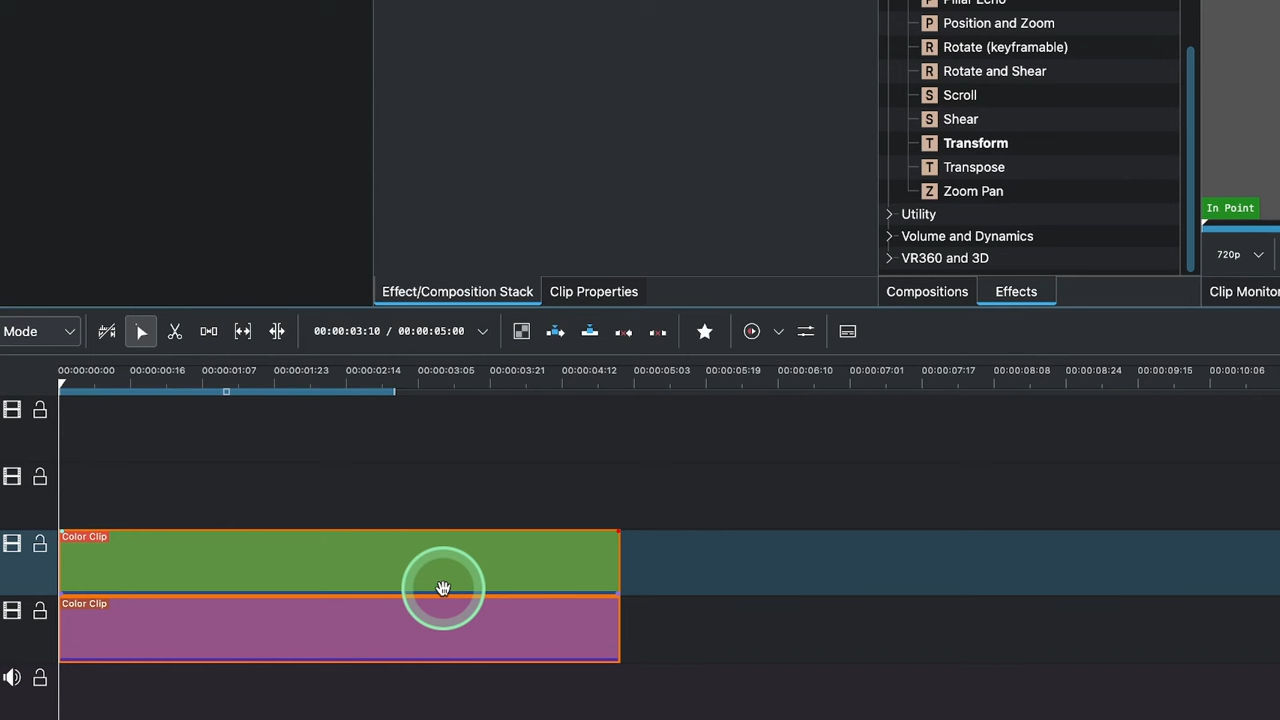 Position and Zoom
Rotate (keyframable)
Rotate and Shear
Scroll
Shear
Transform
Transpose
Zoom Pan
Utility
Volume and Dynamics
VR360 and 3D
In Point
720p
Effect/Composition Stack
Clip Properties
Compositions
Effects
Clip Monitor
Mode
00:00:03:10 / 00:00:05:00
00:00:00:00 00:00:00:16 00:00:01:07 00:00:01:23 00:00:02:14 00:00:03:05 00:00:03:21 00:00:04:12 00:00:05:03 00:00:05:19 00:00:06:10 00:00:07:01 00:00:07:17 00:00:08:08 00:00:08:24 00:00:09:15 00:00:10:06
Color Clip
Color Clip